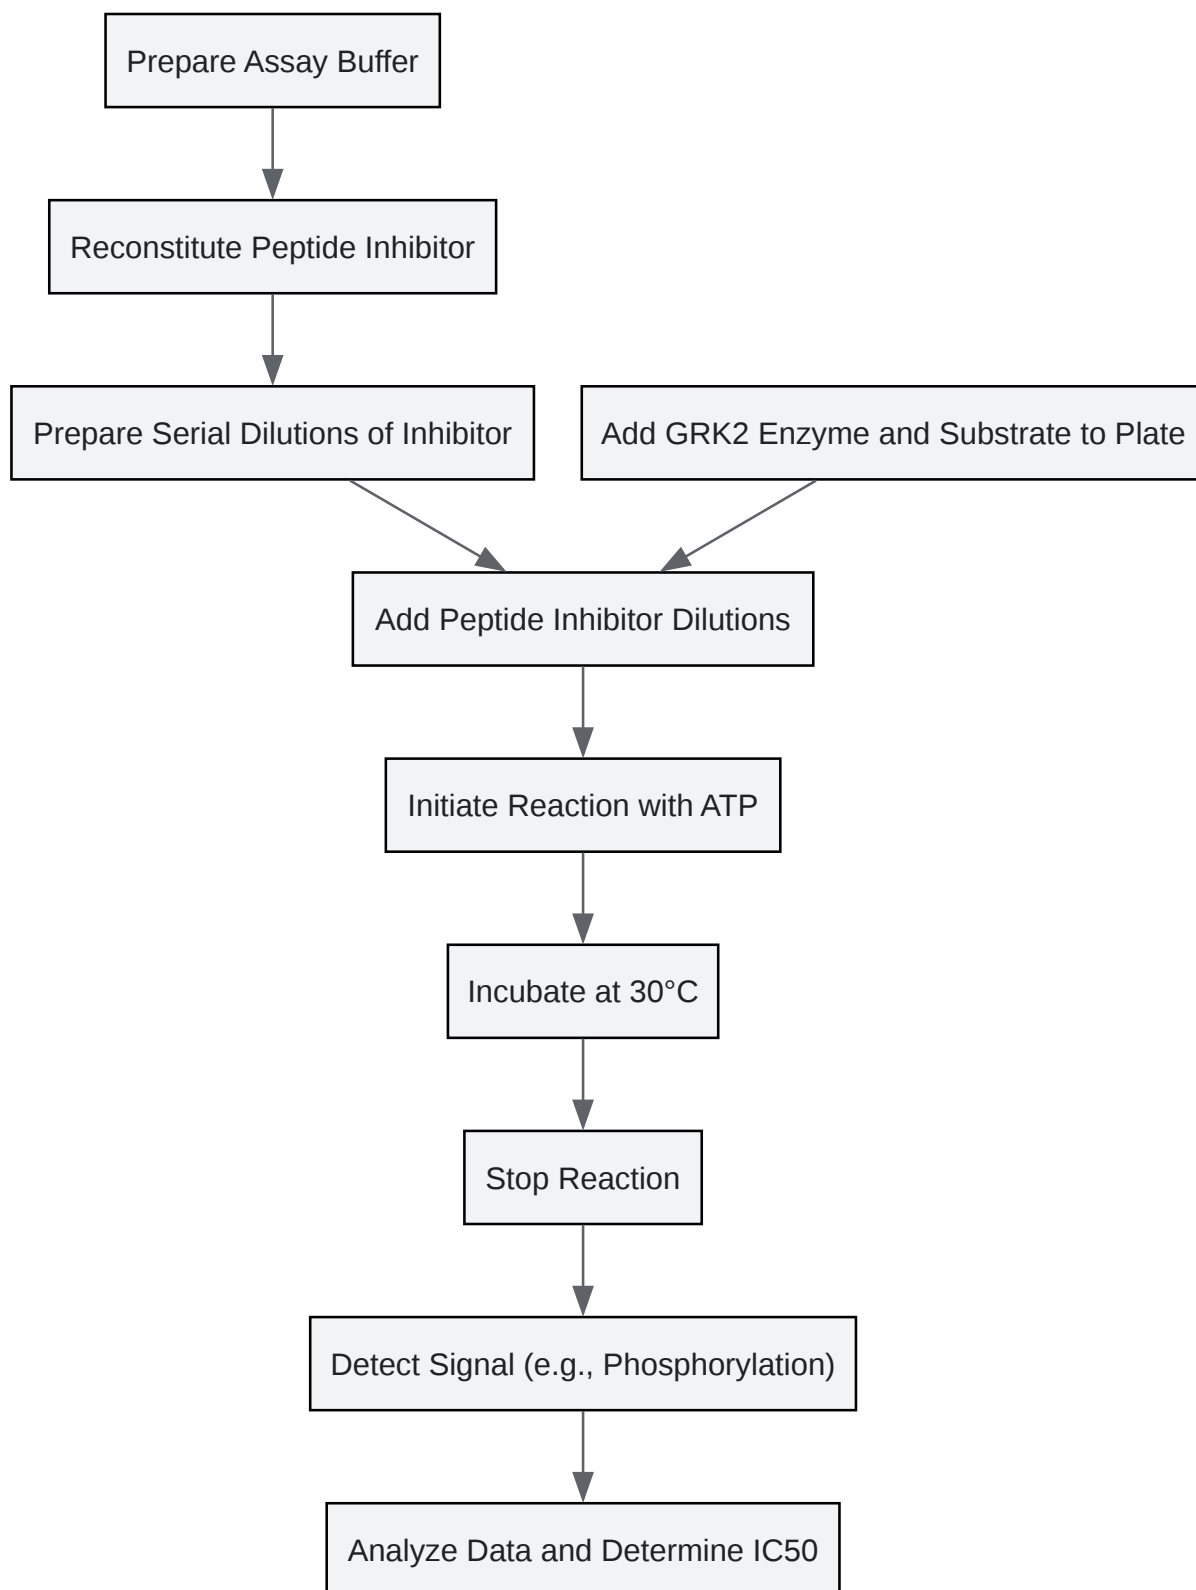 Prepare Assay Buffer
Reconstitute Peptide Inhibitor
Prepare Serial Dilutions of Inhibitor
Add GRK2 Enzyme and Substrate to Plate
Add Peptide Inhibitor Dilutions
Initiate Reaction with ATP
Incubate at 30°C
Stop Reaction
Detect Signal (e.g., Phosphorylation)
Analyze Data and Determine IC50